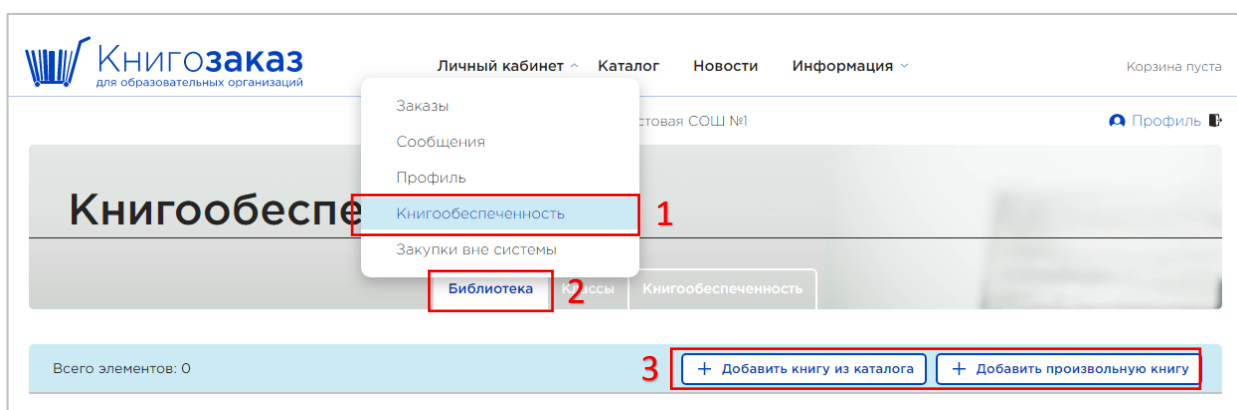 Книгозаказ
для образовательных организаций
Личный кабинет Каталог Новости Информация Корзина пуста
Заказы
СОШ №1 Профиль
Сообщения
Профиль
Книгообеспе
Книгообеспеченность 1
Закупки вне системы
Библиотека 2 Классы Книгообеспеченность
Всего элементов: 0 3 + Добавить книгу из каталога + Добавить произвольную книгу